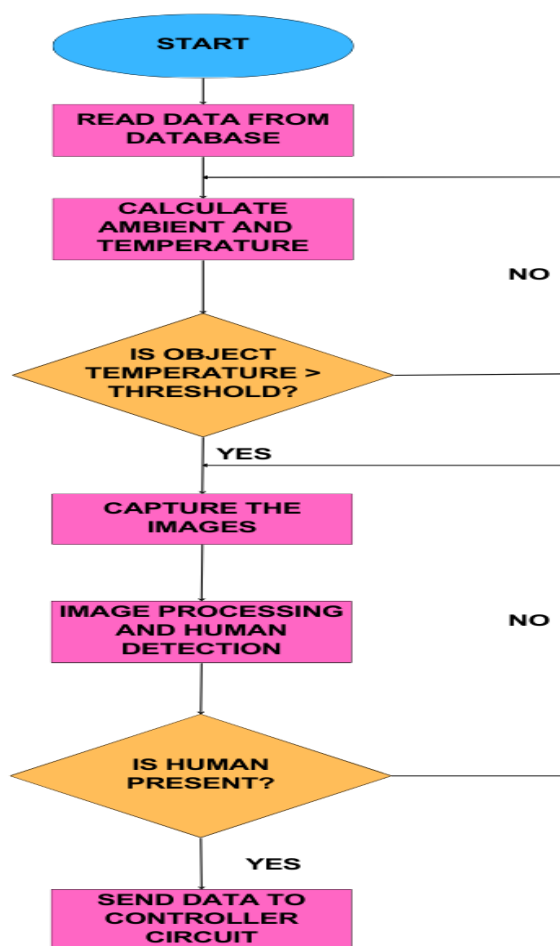 START
READ DATA FROM
DATABASE
CALCULATE
AMBIENT AND
TEMPERATURE
NO
IS OBJECT
TEMPERATURE >
THRESHOLD?
YES
CAPTURE THE
IMAGES
IMAGE PROCESSING
AND HUMAN
DETECTION
NO
IS HUMAN
PRESENT?
YES
SEND DATA TO
CONTROLLER
CIRCUIT